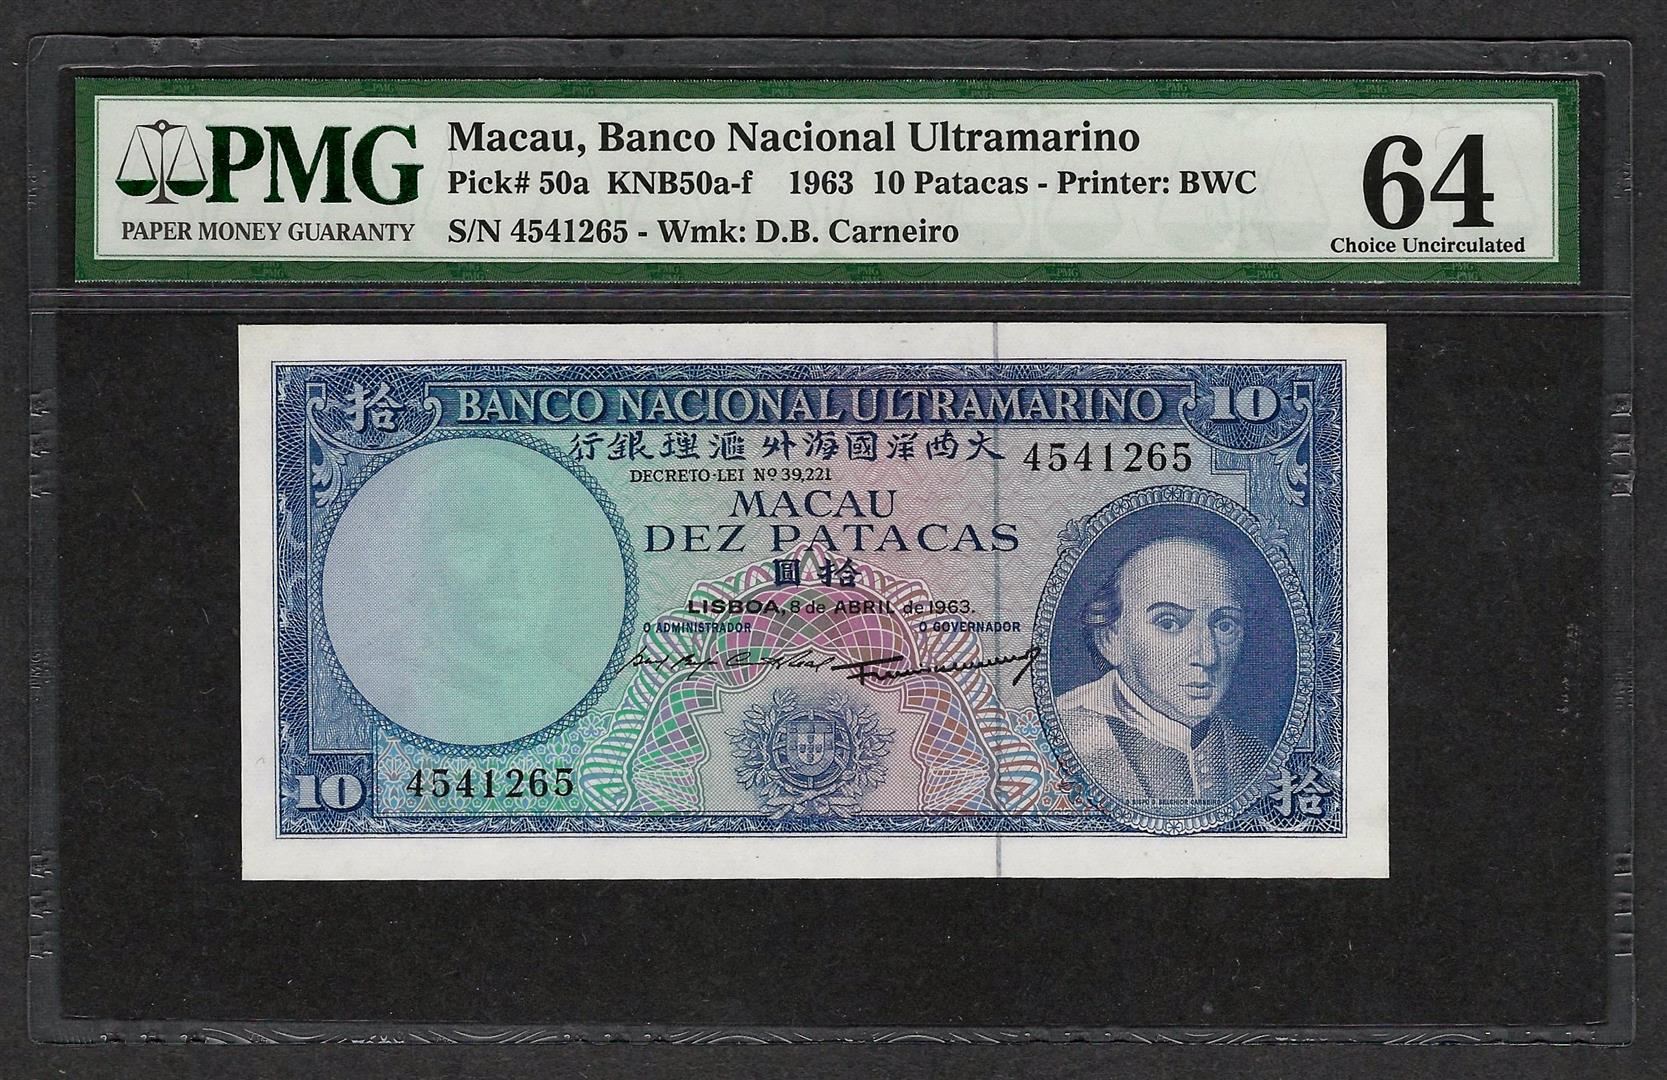 PMG
PAPER MONEY GUARANTY
Macau, Banco Nacional Ultramarino
Pick# 50a KNB50a-f 1963 10 Patacas - Printer: BWC
S/N 4541265 - Wmk: D.B. Carneiro
64
Choice Uncirculated
拾 BANCO NACIONAL ULTRAMARINO 10
行銀理滙外海國洋西大
4541265
DECRETO-LEI Nº 39,221
MACAU
DEZ PATACAS
圓拾
LISBOA, 8 de ABRIL de 1963.
O ADMINISTRADOR O GOVERNADOR
10 4541265
O BISPO D. BELCHIOR CARNEIRO
拾